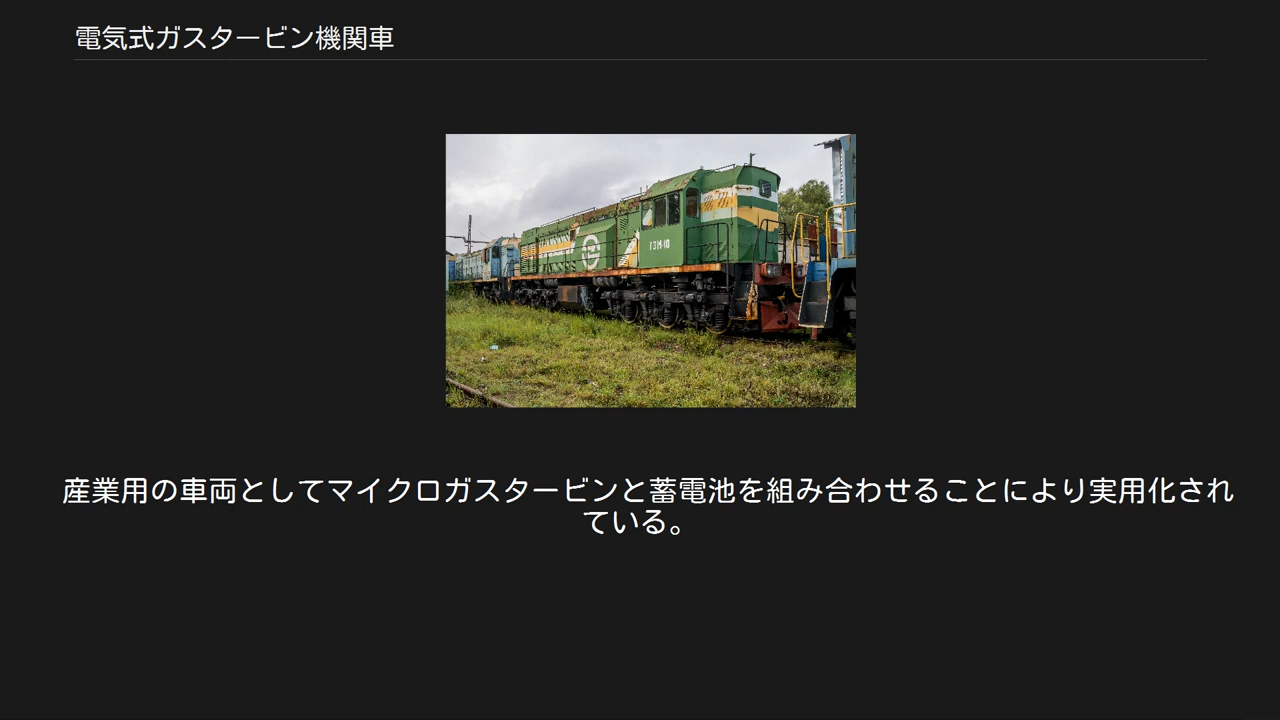 電気式ガスタービン機関車
産業用の車両としてマイクロガスタービンと蓄電池を組み合わせることにより実用化され
ている。